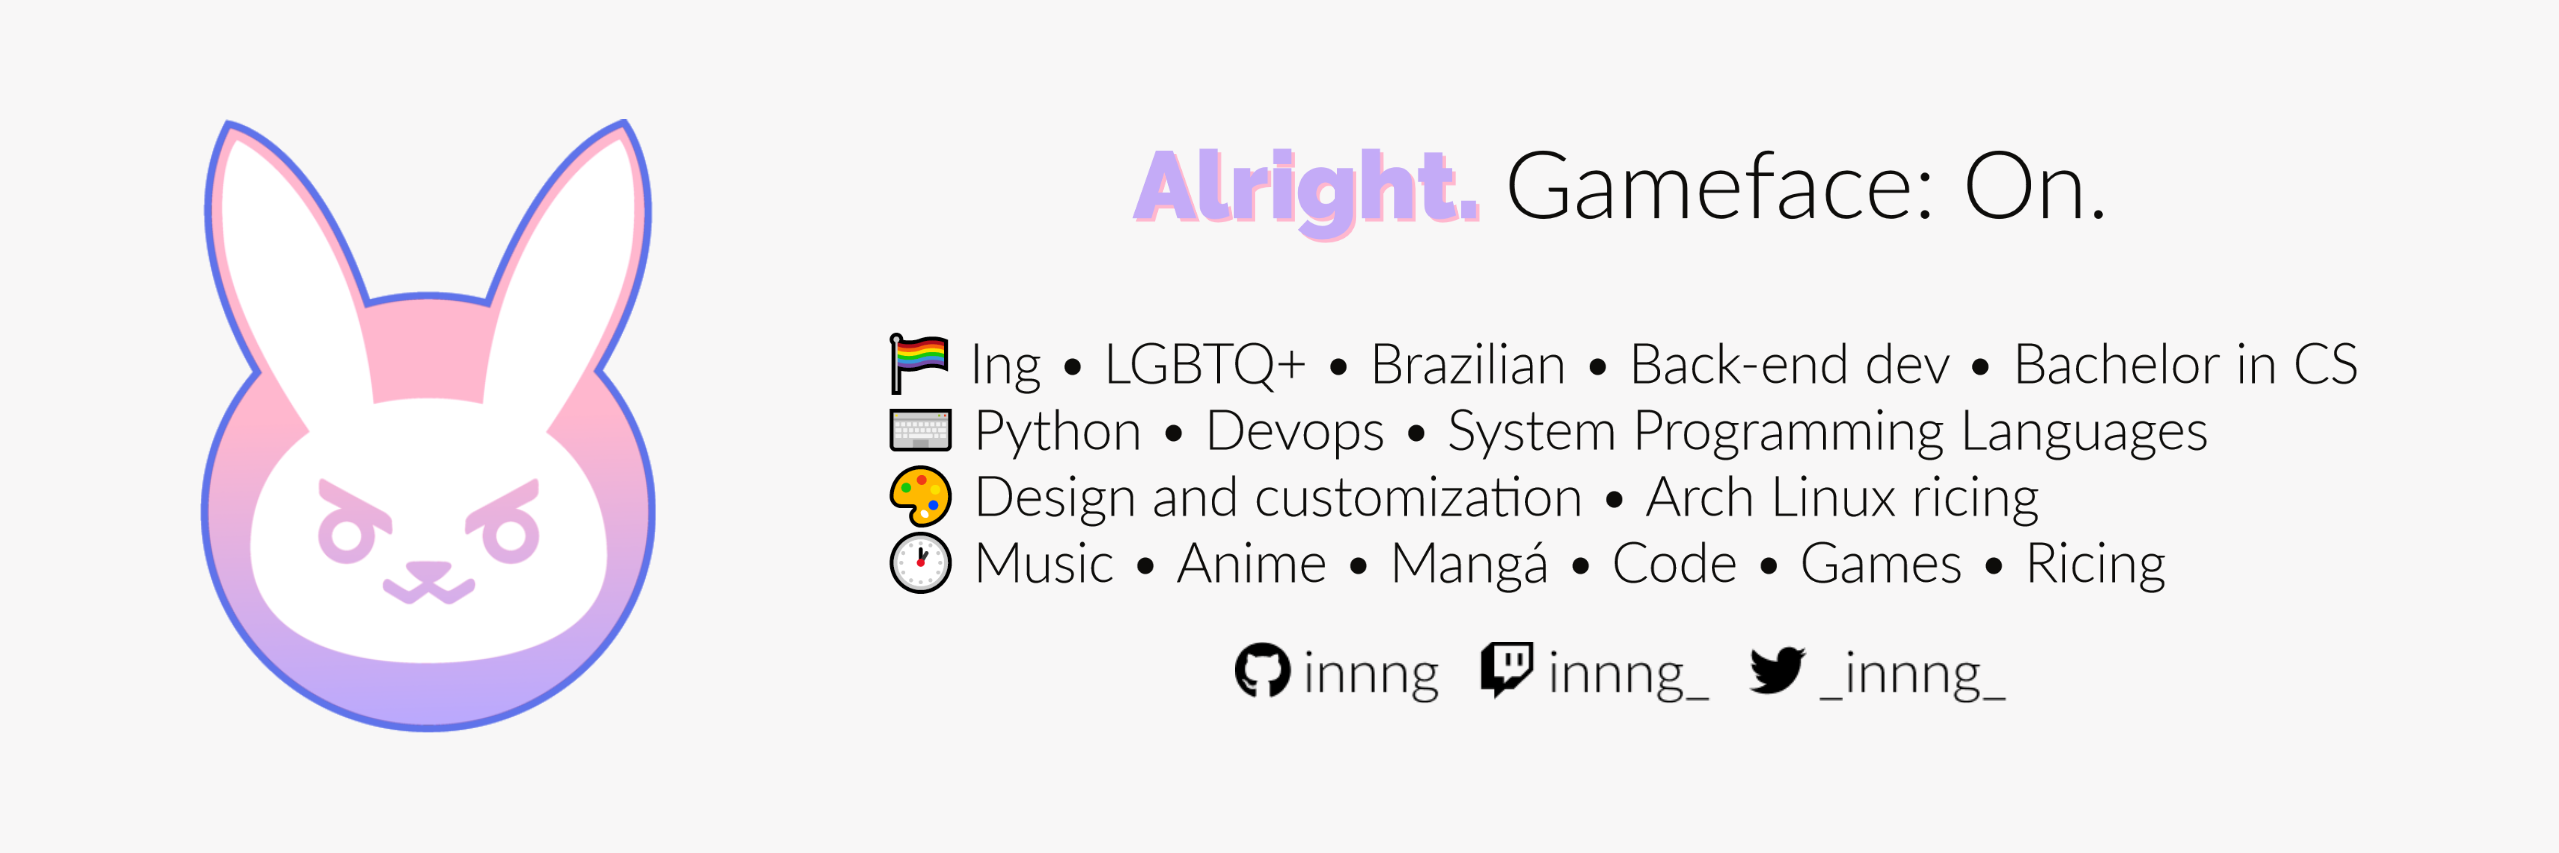 Alright. Gameface: On.
Ing • LGBTQ+ • Brazilian • Back-end dev • Bachelor in CS
Python • Devops • System Programming Languages
Design and customization • Arch Linux ricing
Music • Anime • Mangá • Code • Games • Ricing
innng innng_ _innng_